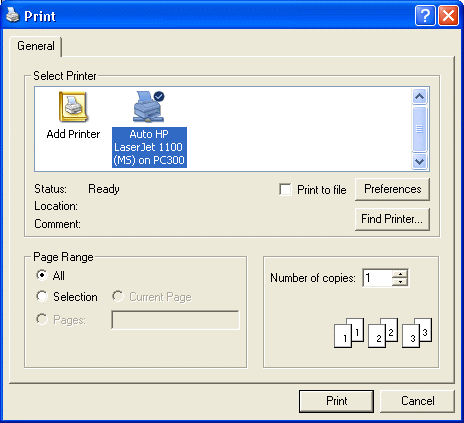 Print
General
Select Printer
Add Printer
Auto HP
LaserJet 1100
(MS) on PC300
Status: Ready
Print to file
Preferences
Location:
Comment:
Find Printer...
Page Range
All
Selection
Current Page
Pages:
Number of copies: 1
1 1 2 2 3 3
Print
Cancel